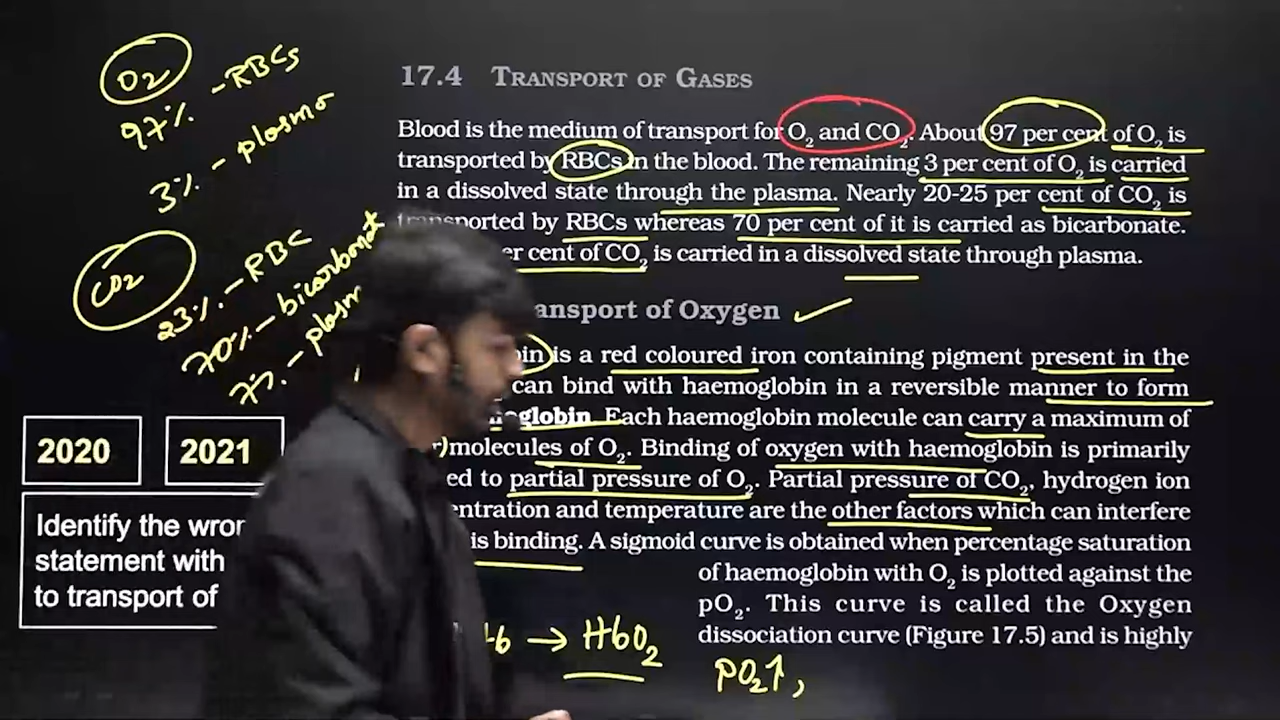 O2
97% - RBCs
3% - plasma
CO2
23% - RBC
70% - bicarbonat
7% - plasm
17.4 TRANSPORT OF GASES
Blood is the medium of transport for O2 and CO2. About 97 per cent of O2 is
transported by RBCs in the blood. The remaining 3 per cent of O2 is carried
in a dissolved state through the plasma. Nearly 20-25 per cent of CO2 is
transported by RBCs whereas 70 per cent of it is carried as bicarbonate.
er cent of CO2 is carried in a dissolved state through plasma.
ansport of Oxygen
in is a red coloured iron containing pigment present in the
can bind with haemoglobin in a reversible manner to form
oglobin. Each haemoglobin molecule can carry a maximum of
r) molecules of O2. Binding of oxygen with haemoglobin is primarily
ed to partial pressure of O2. Partial pressure of CO2, hydrogen ion
entration and temperature are the other factors which can interfere
is binding. A sigmoid curve is obtained when percentage saturation
of haemoglobin with O2 is plotted against the
pO2. This curve is called the Oxygen
dissociation curve (Figure 17.5) and is highly
2020
2021
Identify the wron
statement with
to transport of
Hb → HbO2
pO2↑,